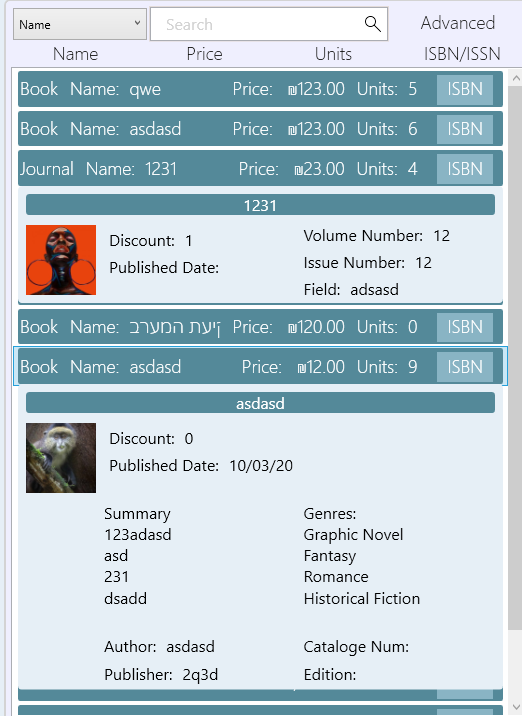 Name
Search
Advanced
Name Price Units ISBN/ISSN
Book Name: qwe Price: ₪123.00 Units: 5 ISBN
Book Name: asdasd Price: ₪123.00 Units: 6 ISBN
Journal Name: 1231 Price: ₪23.00 Units: 4 ISBN
1231
Discount: 1
Published Date:
Volume Number: 12
Issue Number: 12
Field: adsasd
Book Name: המערב Price: ₪120.00 Units: 0 ISBN
Book Name: asdasd Price: ₪12.00 Units: 9 ISBN
asdasd
Discount: 0
Published Date: 10/03/20
Summary
123adasd
asd
231
dsadd
Genres:
Graphic Novel
Fantasy
Romance
Historical Fiction
Author: asdasd
Publisher: 2q3d
Cataloge Num:
Edition: